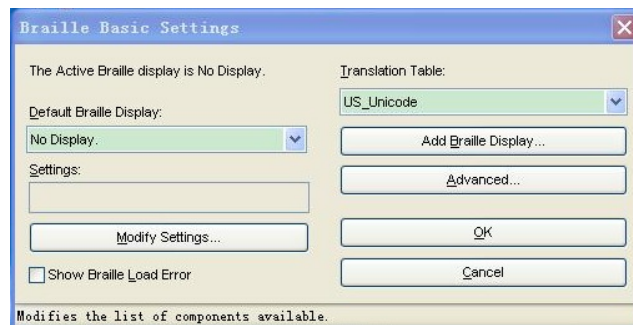 Braille Basic Settings
The Active Braille display is No Display.
Default Braille Display:
No Display.
Settings:
Modify Settings...
Show Braille Load Error
Translation Table:
US_Unicode
Add Braille Display...
Advanced...
OK
Cancel
Modifies the list of components available.